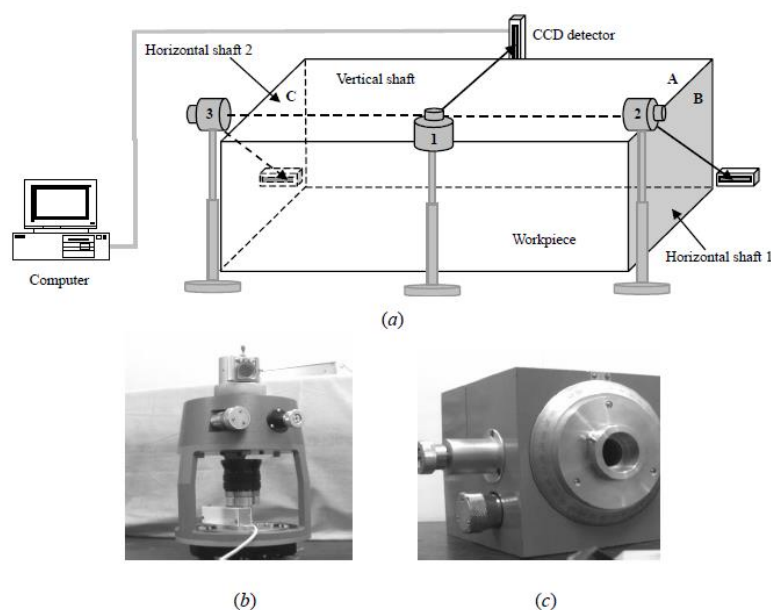 CCD detector
Horizontal shaft 2
Vertical shaft
A
C
B
3
2
1
Workpiece
Horizontal shaft 1
Computer
(a)
(b)
(c)